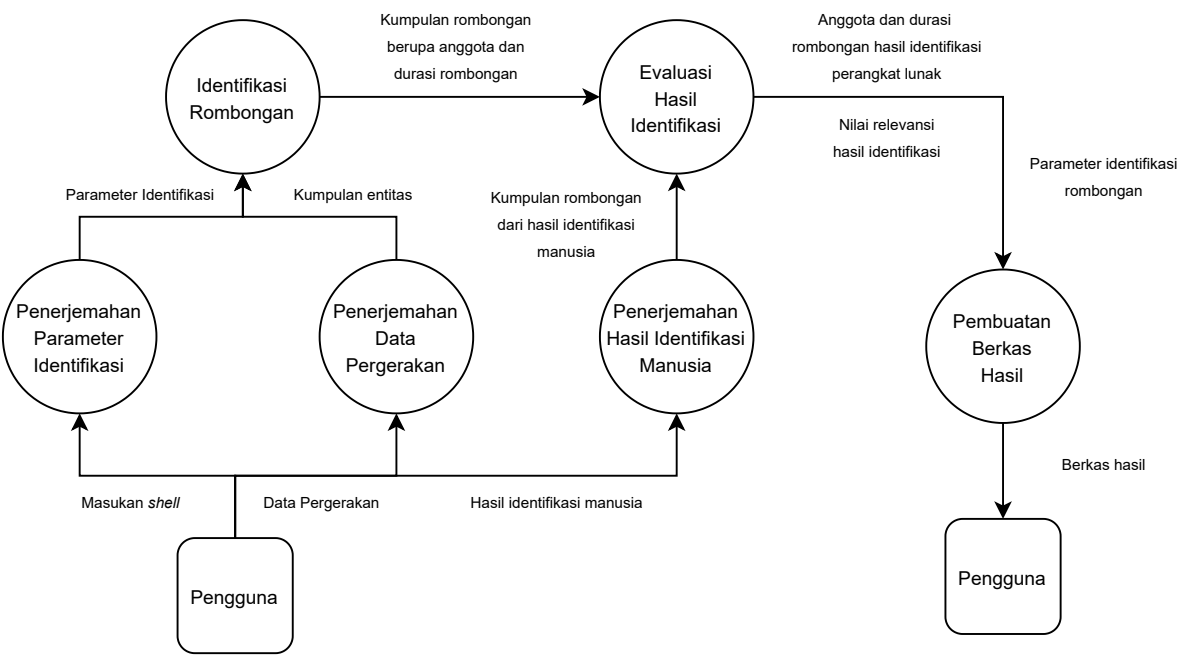 Kumpulan rombongan
berupa anggota dan
durasi rombongan
Anggota dan durasi
rombongan hasil identifikasi
perangkat lunak
Identifikasi
Rombongan
Evaluasi
Hasil
Identifikasi
Nilai relevansi
hasil identifikasi
Parameter identifikasi
rombongan
Parameter Identifikasi
Kumpulan entitas
Kumpulan rombongan
dari hasil identifikasi
manusia
Penerjemahan
Parameter
Identifikasi
Penerjemahan
Data
Pergerakan
Penerjemahan
Hasil Identifikasi
Manusia
Pembuatan
Berkas
Hasil
Masukan shell
Data Pergerakan
Hasil identifikasi manusia
Berkas hasil
Pengguna
Pengguna